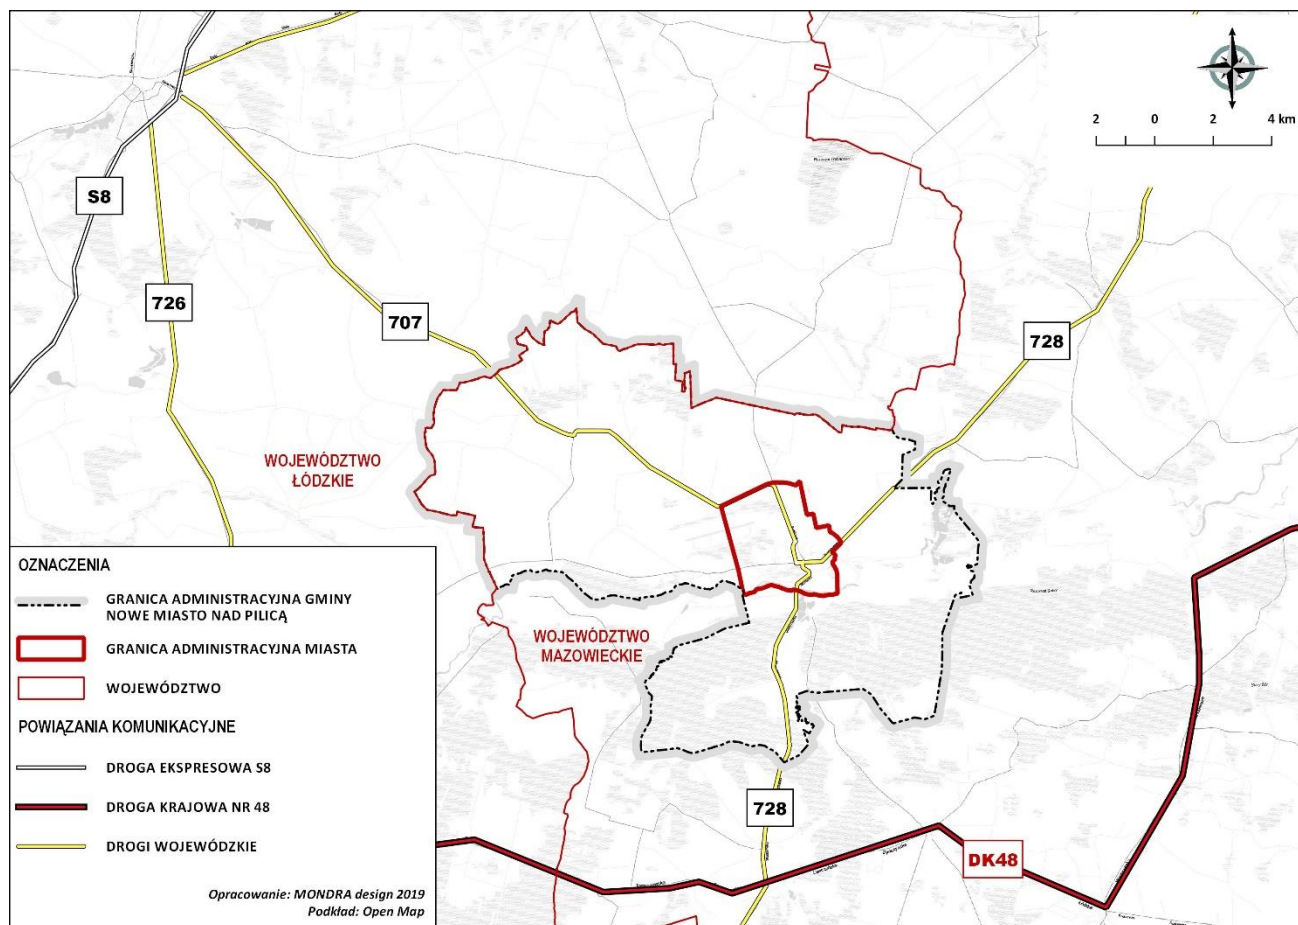 2 0 2 4 km
S8
726
707
728
WOJEWÓDZTWO
ŁÓDZKIE
WOJEWÓDZTWO
MAZOWIECKIE
728
DK48
OZNACZENIA
GRANICA ADMINISTRACYJNA GMINY
NOWE MIASTO NAD PILICĄ
GRANICA ADMINISTRACYJNA MIASTA
WOJEWÓDZTWO
POWIĄZANIA KOMUNIKACYJNE
DROGA EKSPRESOWA S8
DROGA KRAJOWA NR 48
DROGI WOJEWÓDZKIE
Opracowanie: MONDRA design 2019
Podkład: Open Map